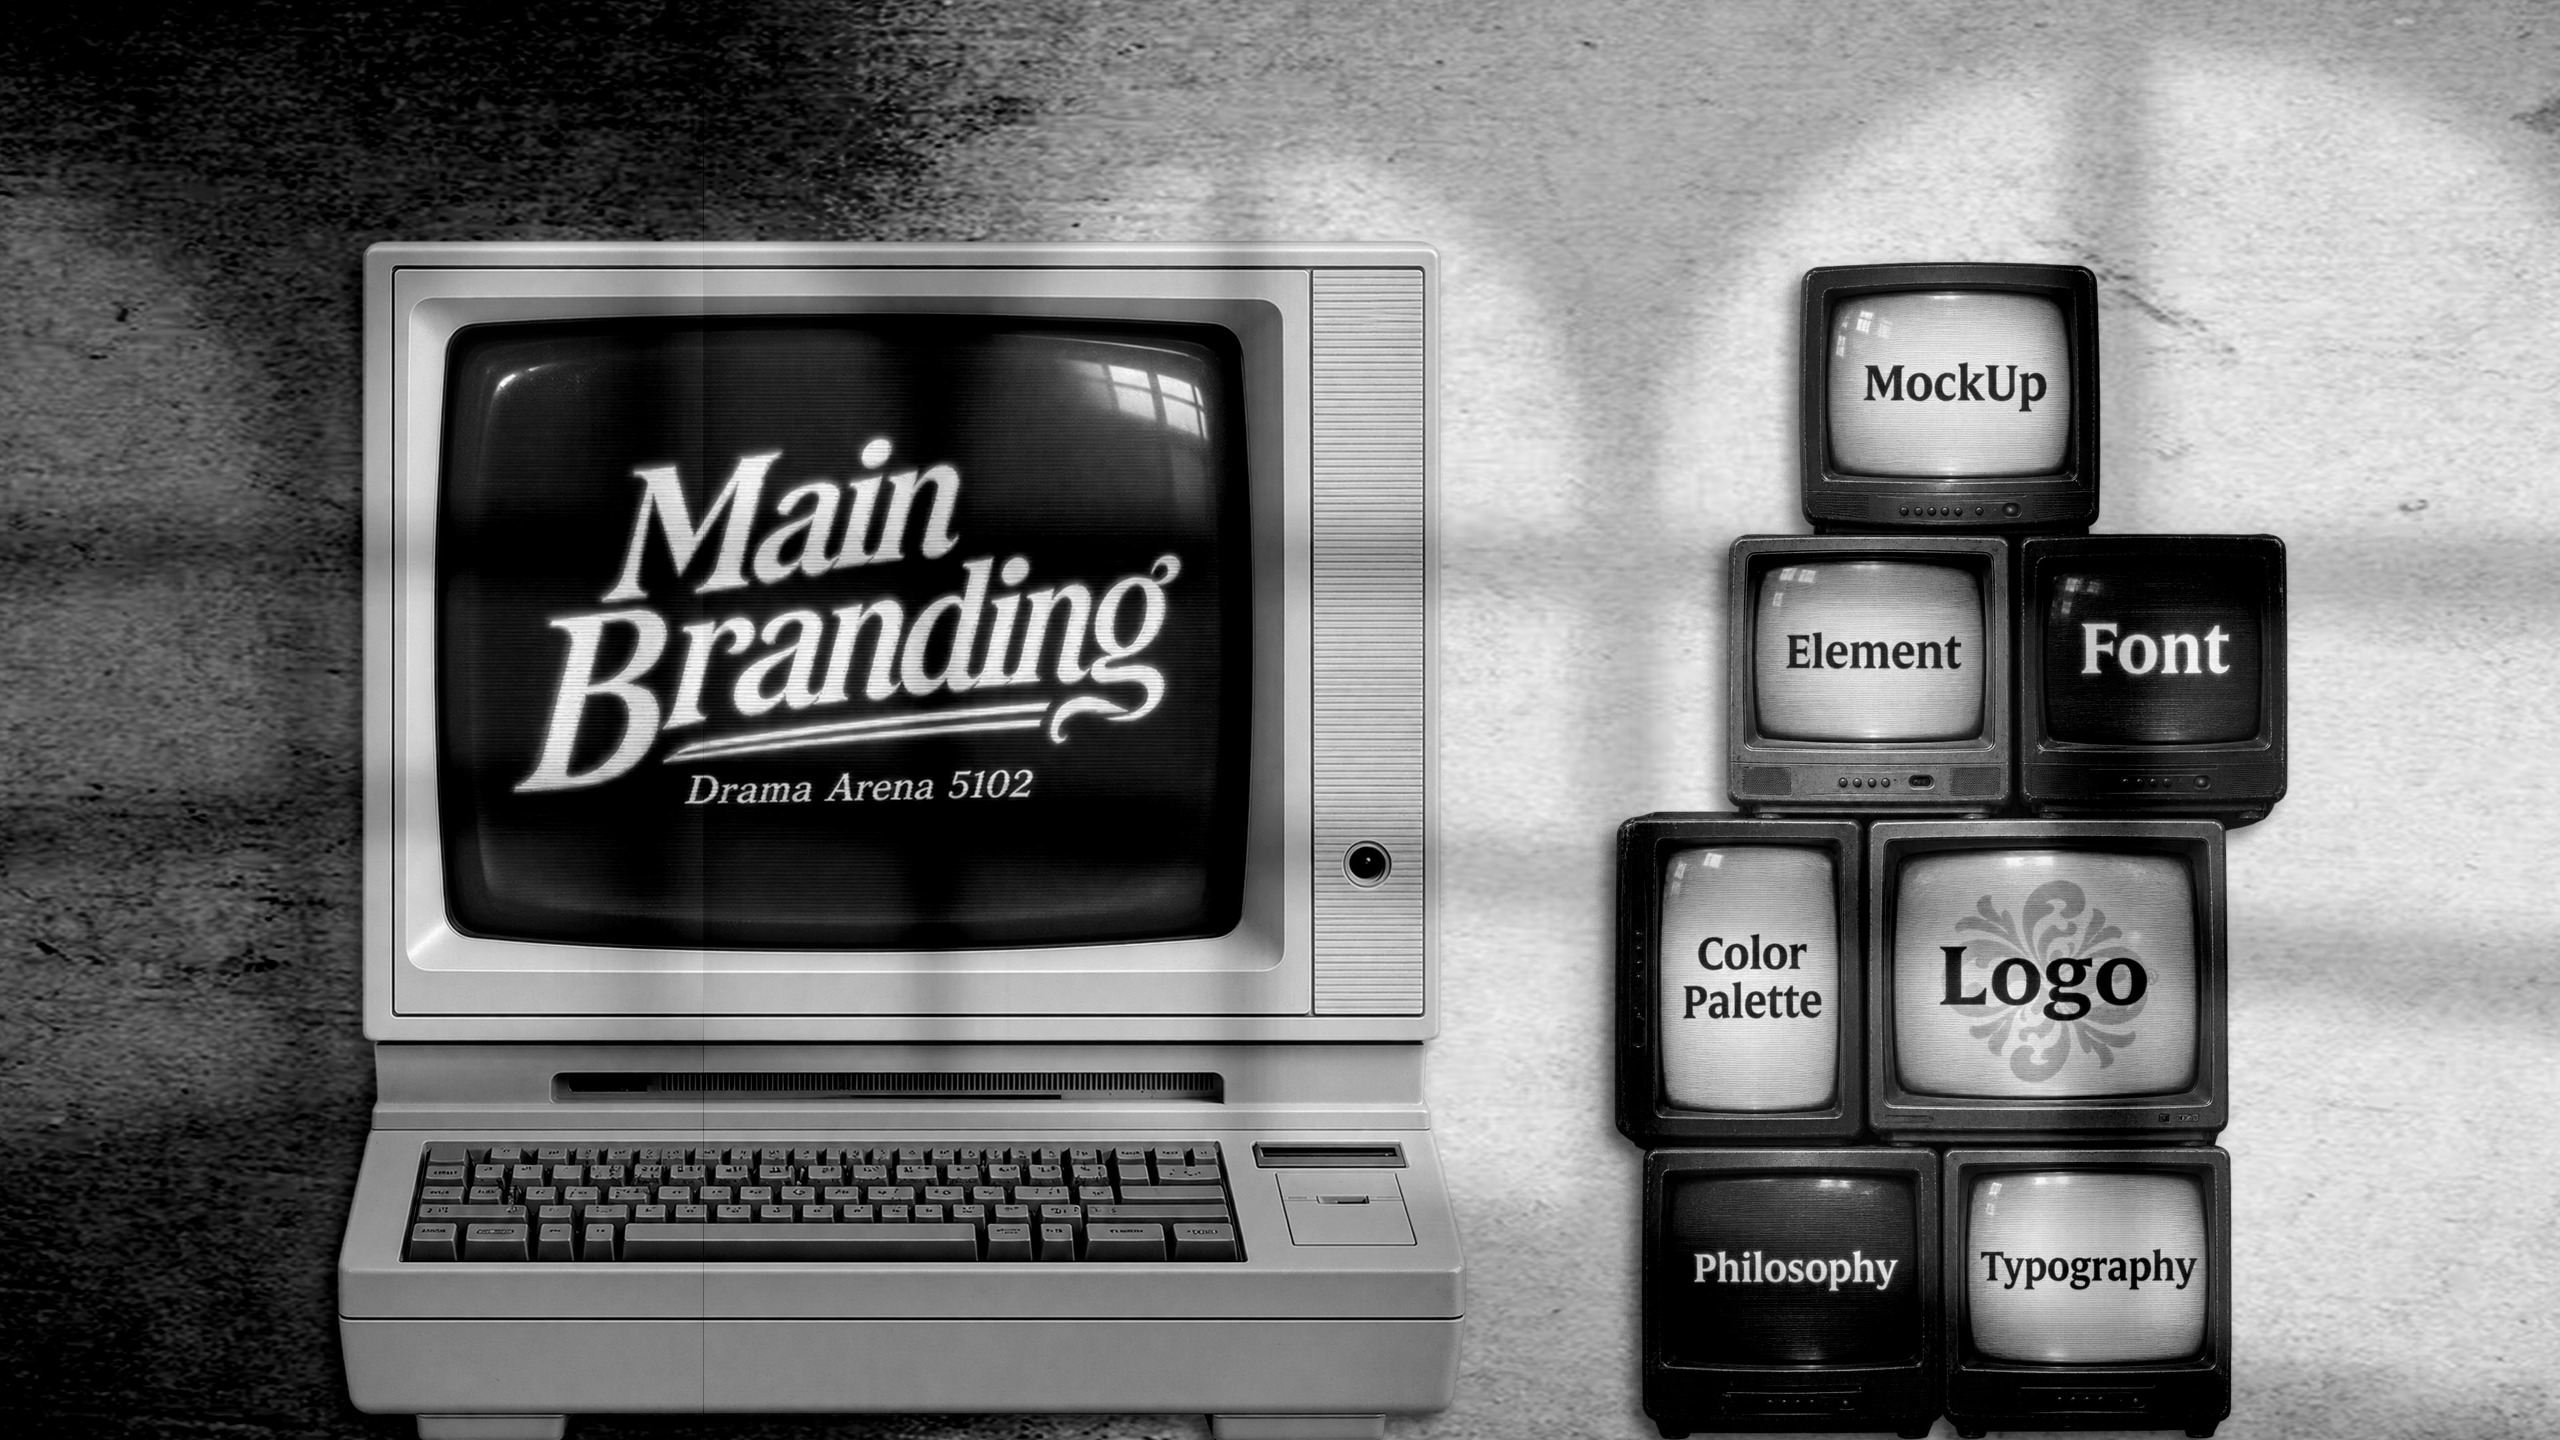 Main
Branding
Drama Arena 5102
MockUp
Element
Font
Color
Palette
Logo
Philosophy
Typography